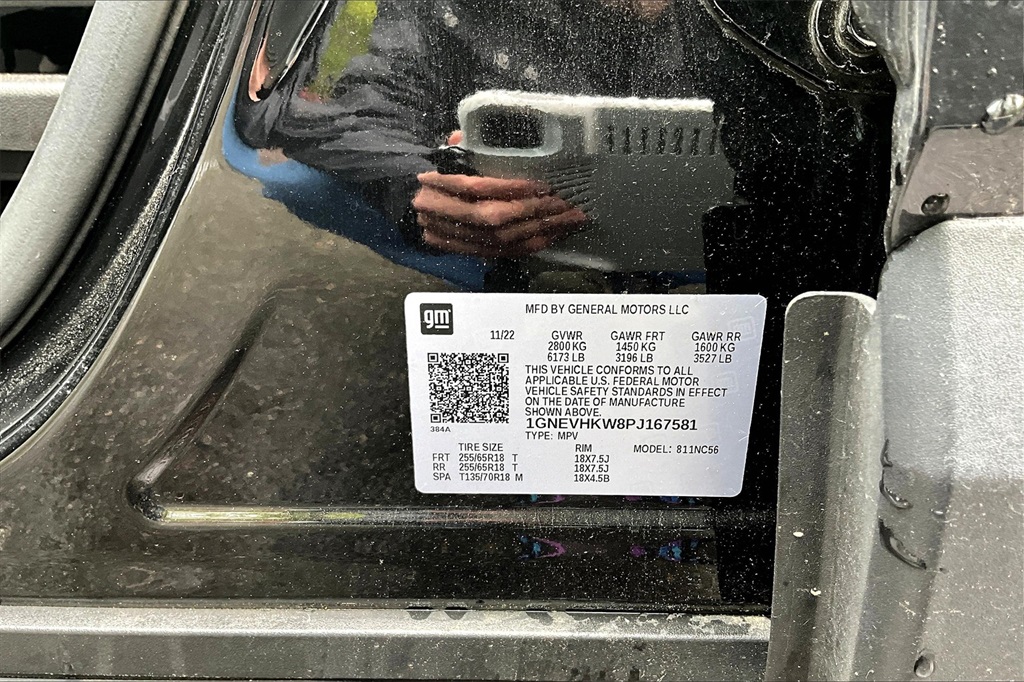 gm
MFD BY GENERAL MOTORS LLC
11/22 GVWR GAWR FRT GAWR RR
2800 KG 1450 KG 1600 KG
6173 LB 3196 LB 3527 LB
THIS VEHICLE CONFORMS TO ALL
APPLICABLE U.S. FEDERAL MOTOR
VEHICLE SAFETY STANDARDS IN EFFECT
ON THE DATE OF MANUFACTURE
SHOWN ABOVE.
1GNEVHKW8PJ167581
384A
TYPE: MPV
TIRE SIZE RIM MODEL: 811NC56
FRT 255/65R18 T 18X7.5J
RR 255/65R18 T 18X7.5J
SPA T135/70R18 M 18X4.5B